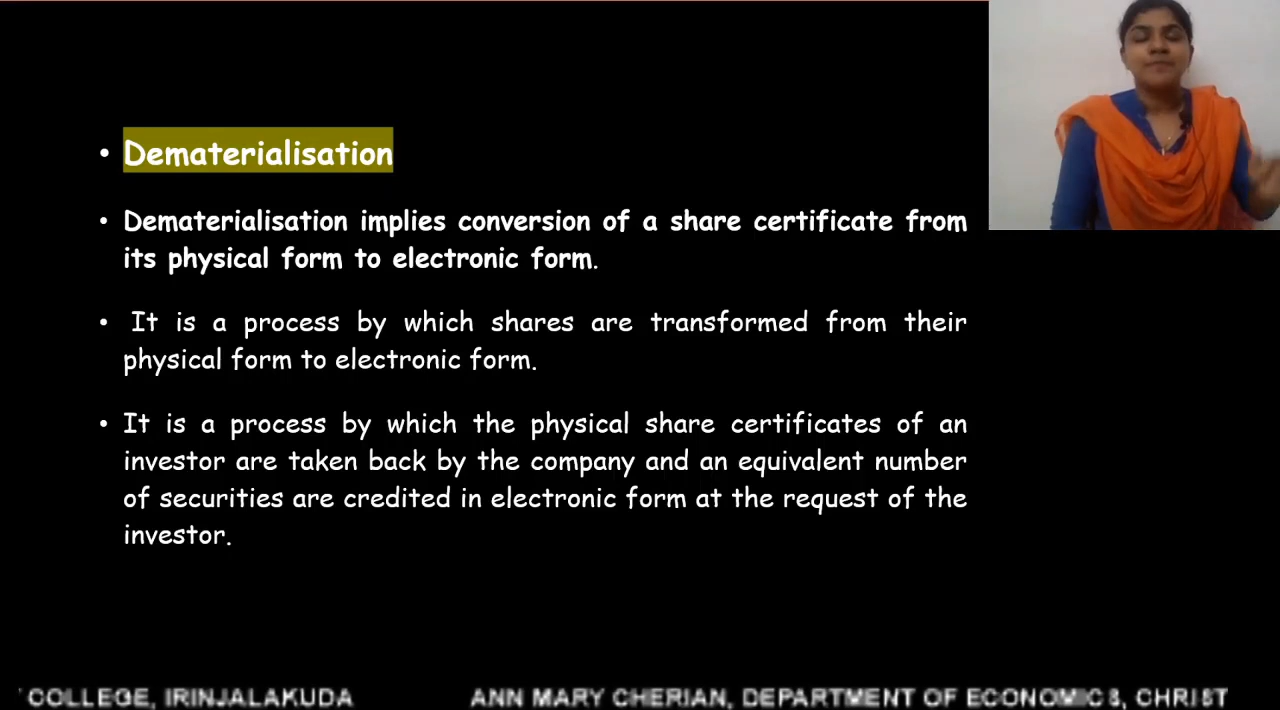 • Dematerialisation
• Dematerialisation implies conversion of a share certificate from
its physical form to electronic form.
• It is a process by which shares are transformed from their
physical form to electronic form.
• It is a process by which the physical share certificates of an
investor are taken back by the company and an equivalent number
of securities are credited in electronic form at the request of the
investor.
COLLEGE, IRINJALAKUDA ANN MARY CHERIAN, DEPARTMENT OF ECONOMICS, CHRIST